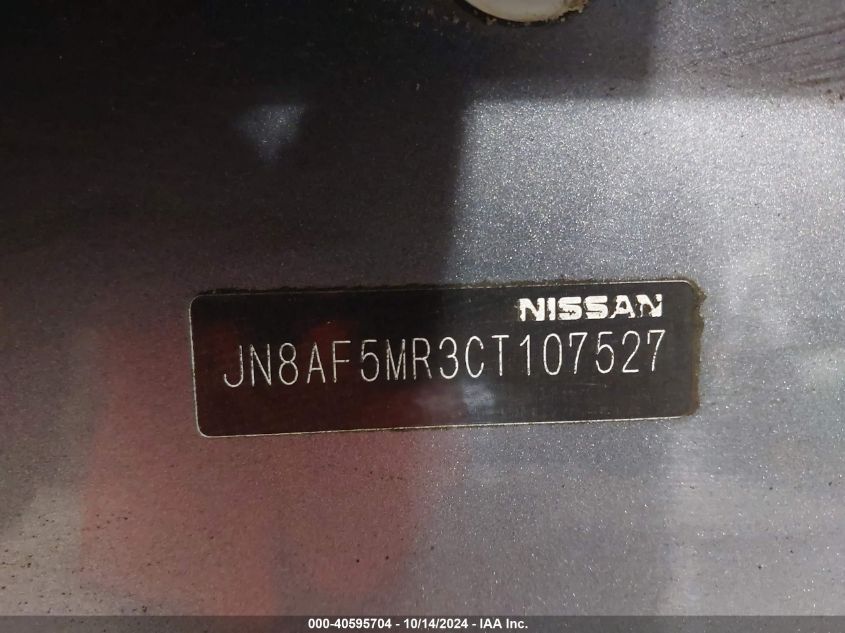 NISSAN
JN8AF5MR3CT107527
000-40595704 - 10/14/2024 - IAA Inc.